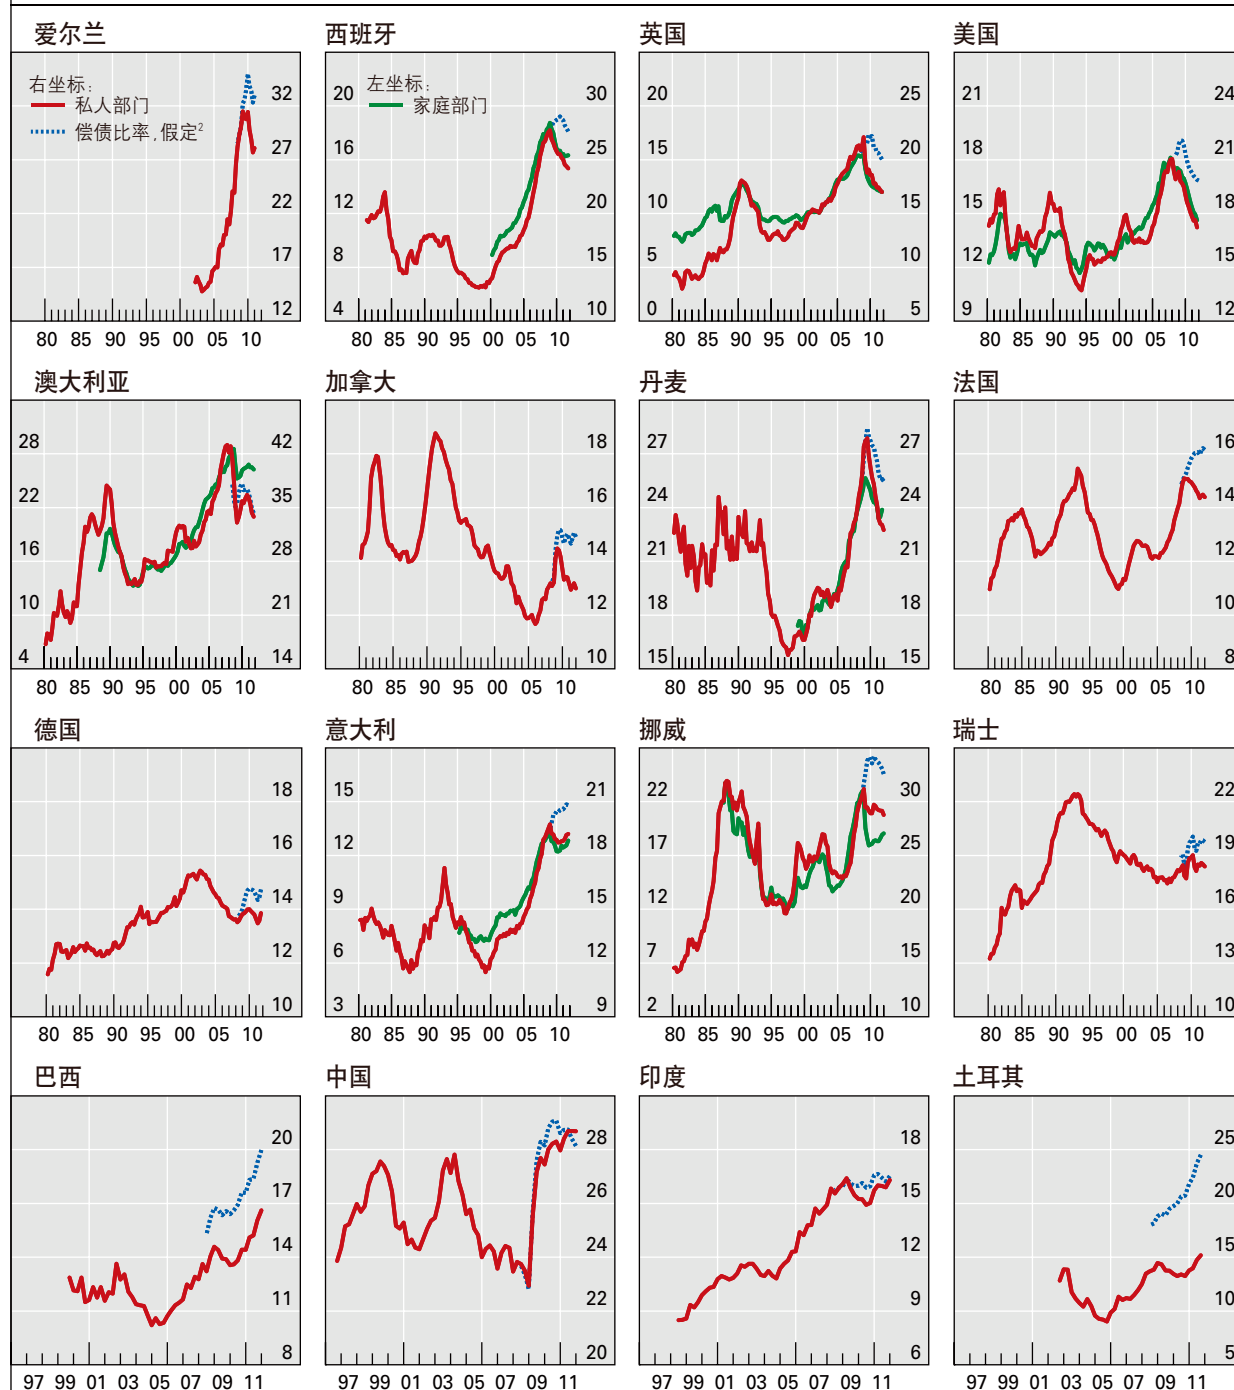 爱尔兰 西班牙 英国 美国
右坐标： 左坐标：
私人部门 家庭部门
偿债比率，假定2
32 20 30 20 25 21 24
27 16 25 15 20 18 21
22 12 20 10 15 15 18
17 8 15 5 10 12 15
12 4 10 0 5 9 12
80 85 90 95 00 05 10 80 85 90 95 00 05 10 80 85 90 95 00 05 10 80 85 90 95 00 05 10
澳大利亚 加拿大 丹麦 法国
28 42 18 27 27 16
22 35 16 24 24 14
16 28 14 21 21 12
10 21 12 18 18 10
4 14 10 15 15 8
80 85 90 95 00 05 10 80 85 90 95 00 05 10 80 85 90 95 00 05 10 80 85 90 95 00 05 10
德国 意大利 挪威 瑞士
18 15 21 22 30 22
16 12 18 17 25 19
14 9 15 12 20 16
12 6 12 7 15 13
10 3 9 2 10 10
80 85 90 95 00 05 10 80 85 90 95 00 05 10 80 85 90 95 00 05 10 80 85 90 95 00 05 10
巴西 中国 印度 土耳其
20 28 18 25
17 26 15 20
14 24 12 15
11 22 9 10
8 20 6 5
97 99 01 03 05 07 09 11 97 99 01 03 05 07 09 11 97 99 01 03 05 07 09 11 97 99 01 03 05 07 09 11